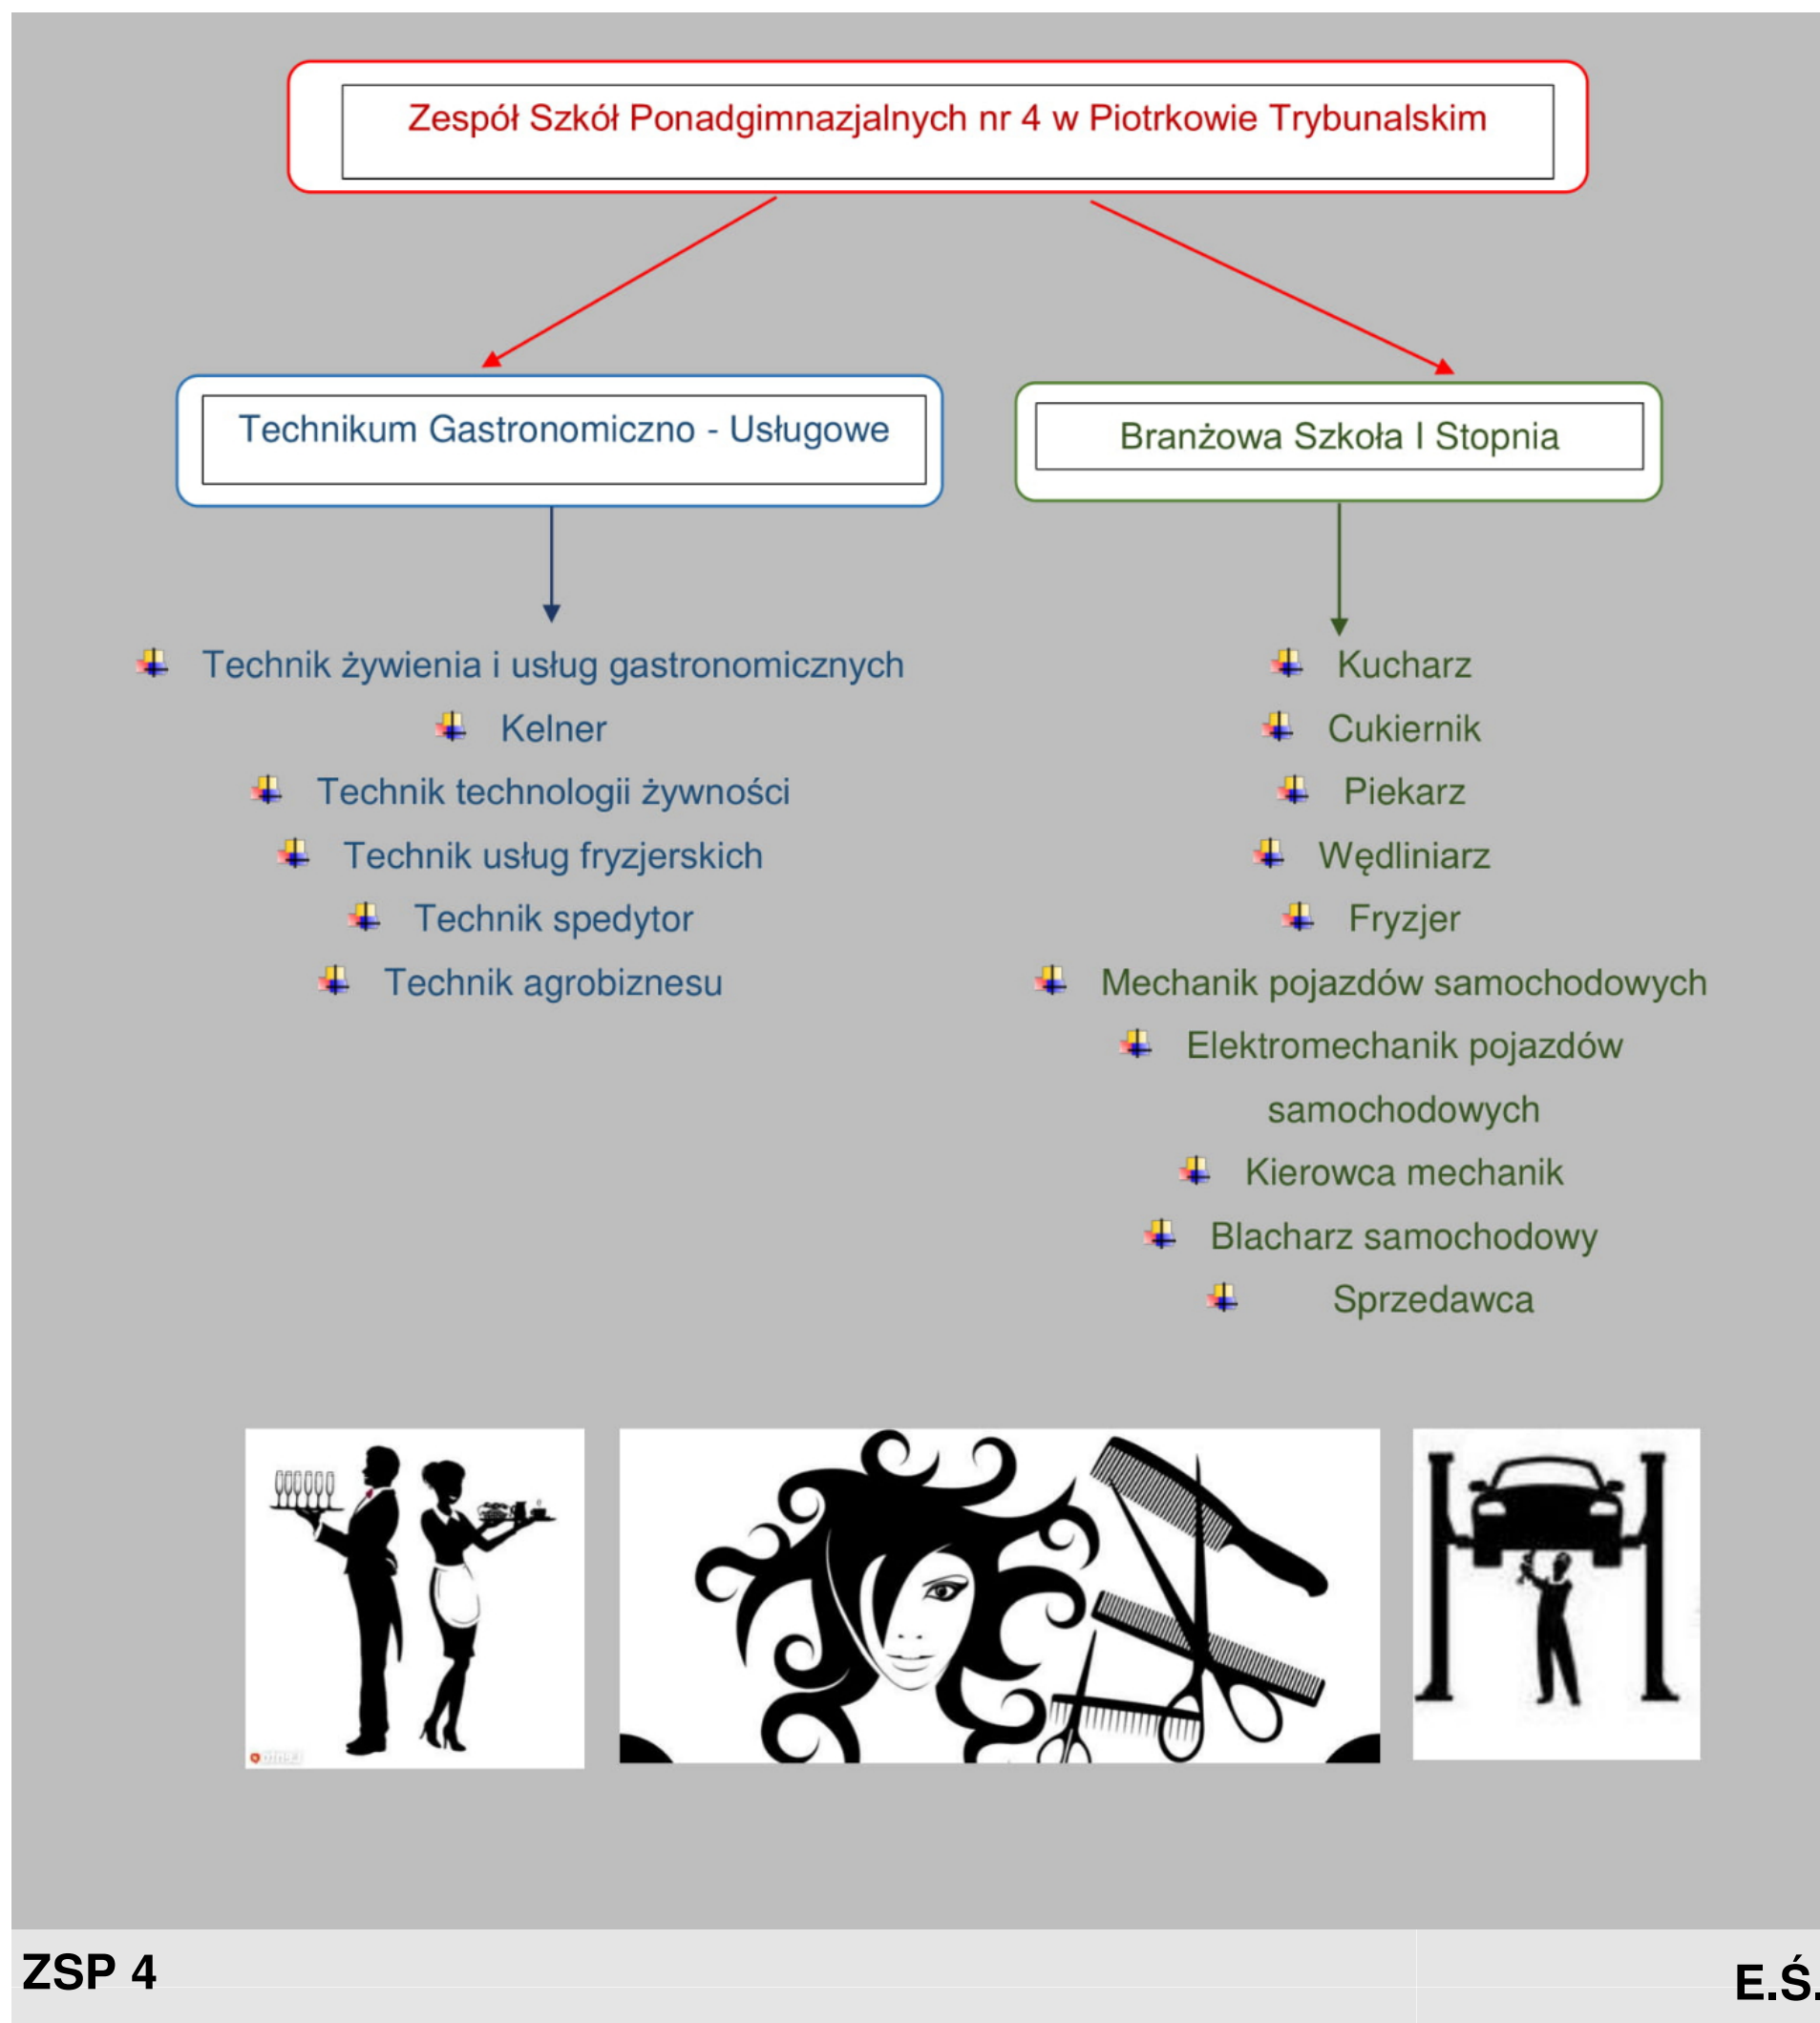 Zespół Szkół Ponadgimnazjalnych nr 4 w Piotrkowie Trybunalskim
Technikum Gastronomiczno - Usługowe
Technik żywienia i usług gastronomicznych
Kelner
Technik technologii żywności
Technik usług fryzjerskich
Technik spedytor
Technik agrobiznesu
Branżowa Szkoła I Stopnia
Kucharz
Cukiernik
Piekarz
Wędliniarz
Fryzjer
Mechanik pojazdów samochodowych
Elektromechanik pojazdów
samochodowych
Kierowca mechanik
Blacharz samochodowy
Sprzedawca
ZSP 4
E.Ś.